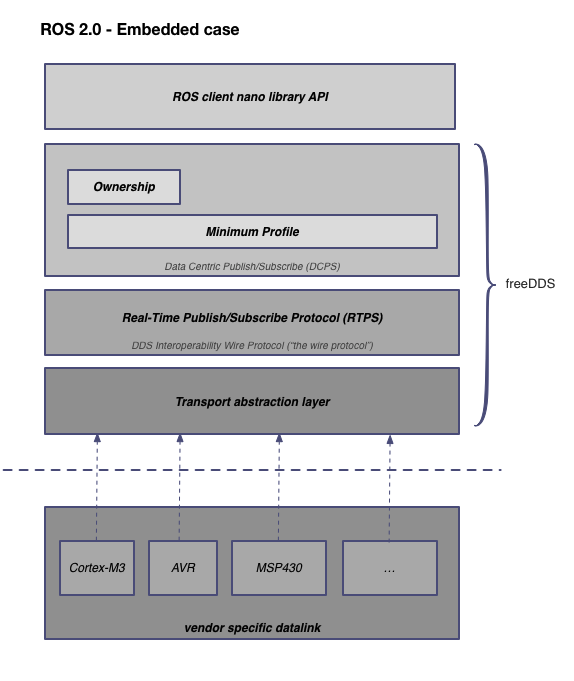 ROS 2.0 - Embedded case
ROS client nano library API
Ownership
Minimum Profile
Data Centric Publish/Subscribe (DCPS)
freeDDS
Real-Time Publish/Subscribe Protocol (RTPS)
DDS Interoperability Wire Protocol (“the wire protocol”)
Transport abstraction layer
Cortex-M3
AVR
MSP430
...
vendor specific datalink